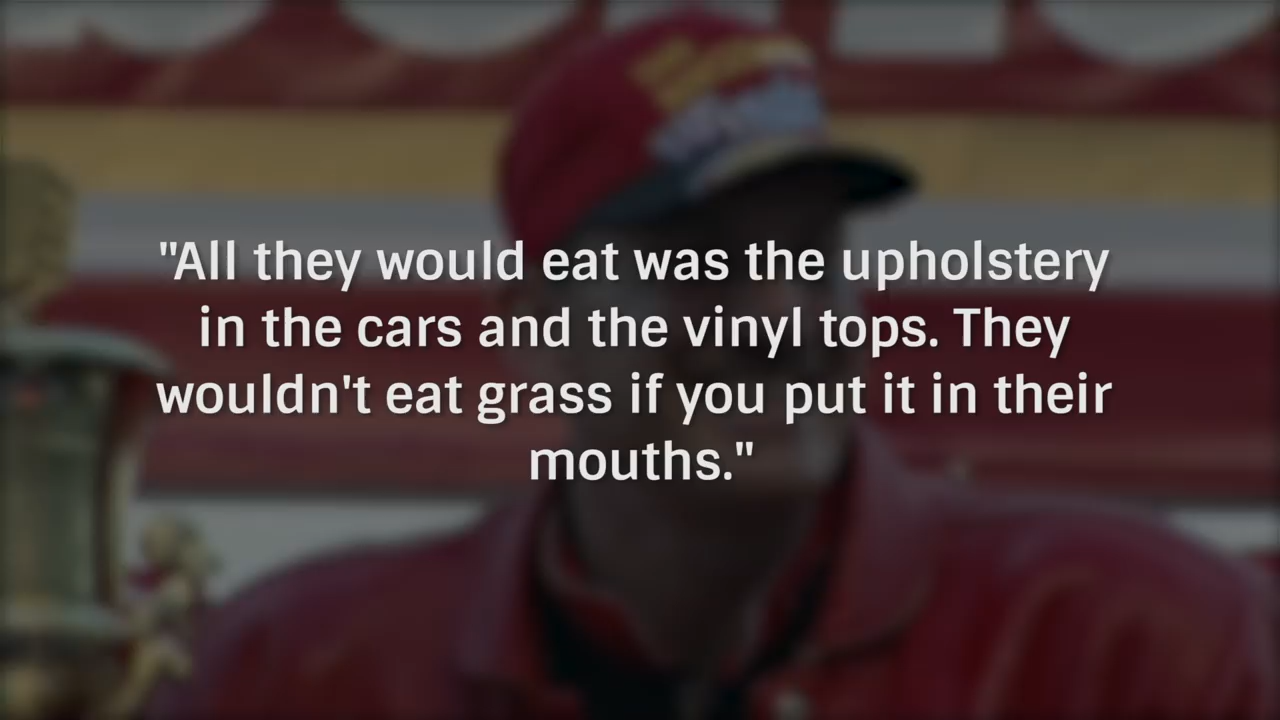 "All they would eat was the upholstery
in the cars and the vinyl tops. They
wouldn't eat grass if you put it in their
mouths."